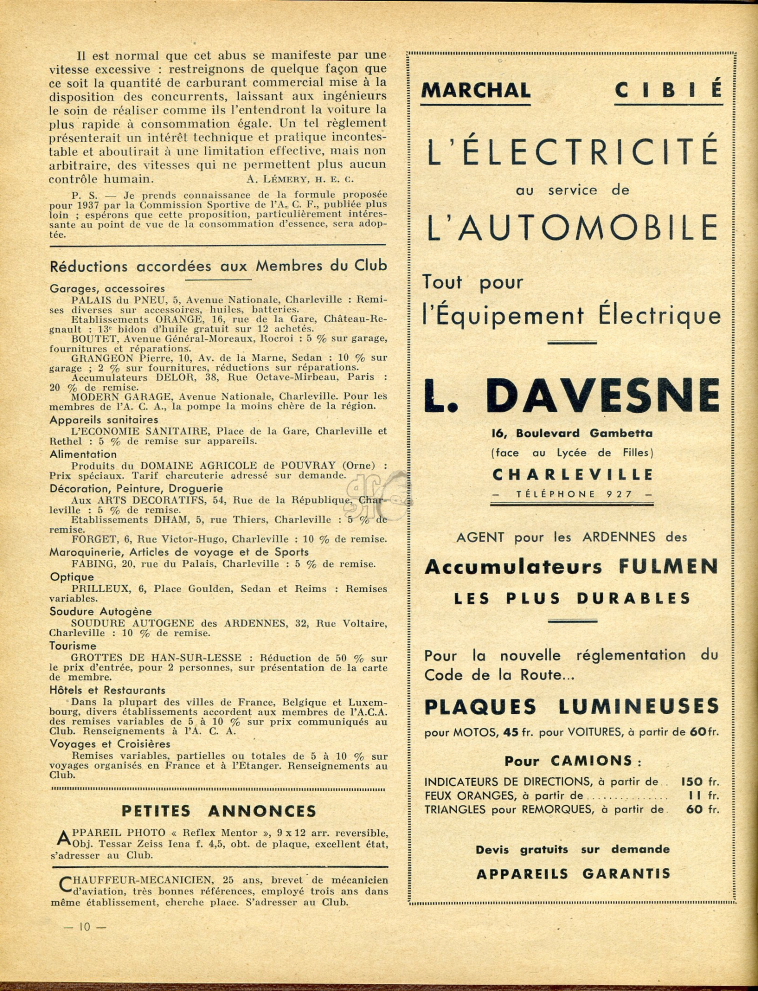 Il est normal que cet abus se manifeste par une
vitesse excessive : restreignons de quelque façon que
ce soit la quantité de carburant commercial mise à la
disposition des concurrents, laissant aux ingénieurs
le soin de réaliser comme ils l'entendront la voiture la
plus rapide à consommation égale. Un tel règlement
présenterait un intérêt technique et pratique incontes-
table et aboutirait à une limitation effective, mais non
arbitraire, des vitesses qui ne permettent plus aucun
contrôle humain. A. LÉMERY, H. E. C.
P. S. — Je prends connaissance de la formule proposée
pour 1937 par la Commission Sportive de l'A. C. F., publiée plus
loin ; espérons que cette proposition, particulièrement intéres-
sante au point de vue de la consommation d'essence, sera adop-
tée.
Réductions accordées aux Membres du Club
Garages, accessoires
PALAIS du PNEU, 5, Avenue Nationale, Charleville : Remi-
ses diverses sur accessoires, huiles, batteries.
Etablissements ORANGE, 16, rue de la Gare, Château-Re-
gnault : 13e bidon d'huile gratuit sur 12 achetés.
BOUTET, Avenue Général-Moreaux, Rocroi : 5 % sur garage,
fournitures et réparations.
GRANGEON Pierre, 10, Av. de la Marne, Sedan : 10 % sur
garage ; 2 % sur fournitures, réductions sur réparations.
Accumulateurs DELOR, 38, Rue Octave-Mirbeau, Paris :
20 % de remise.
MODERN GARAGE, Avenue Nationale, Charleville. Pour les
membres de l'A. C. A., la pompe la moins chère de la région.
Appareils sanitaires
L'ECONOMIE SANITAIRE, Place de la Gare, Charleville et
Rethel : 5 % de remise sur appareils.
Alimentation
Produits du DOMAINE AGRICOLE de POUVRAY (Orne) :
Prix spéciaux. Tarif charcuterie adressé sur demande.
Décoration, Peinture, Droguerie
Aux ARTS DECORATIFS, 54, Rue de la République, Char-
leville : 5 % de remise.
Etablissements DHAM, 5, rue Thiers, Charleville : 5 % de
remise.
FORGET, 6, Rue Victor-Hugo, Charleville : 10 % de remise.
Maroquinerie, Articles de voyage et de Sports
FABING, 20, rue du Palais, Charleville : 5 % de remise.
Optique
PRILLEUX, 6, Place Goulden, Sedan et Reims : Remises
variables.
Soudure Autogène
SOUDURE AUTOGENE des ARDENNES, 32, Rue Voltaire,
Charleville : 10 % de remise.
Tourisme
GROTTES DE HAN-SUR-LESSE : Réduction de 50 % sur
le prix d'entrée, pour 2 personnes, sur présentation de la carte
de membre.
Hôtels et Restaurants
Dans la plupart des villes de France, Belgique et Luxem-
bourg, divers établissements accordent aux membres de l'A.C.A.
des remises variables de 5 à 10 % sur prix communiqués au
Club. Renseignements à l'A. C. A.
Voyages et Croisières
Remises variables, partielles ou totales de 5 à 10 % sur
voyages organisés en France et à l'Etranger. Renseignements au
Club.
PETITES ANNONCES
APPAREIL PHOTO « Reflex Mentor », 9 x 12 arr. reversible,
Obj. Tessar Zeiss Iena f. 4,5, obt. de plaque, excellent état,
s'adresser au Club.
CHAUFFEUR-MECANICIEN, 25 ans, brevet de mécanicien
d'aviation, très bonnes références, employé trois ans dans
même établissement, cherche place. S'adresser au Club.
— 10 —
MARCHAL CIBIÉ
L'ÉLECTRICITÉ
au service de
L'AUTOMOBILE
Tout pour
l'Équipement Électrique
L. DAVESNE
16, Boulevard Gambetta
(face au Lycée de Filles)
CHARLEVILLE
– TÉLÉPHONE 927 –
AGENT pour les ARDENNES des
Accumulateurs FULMEN
LES PLUS DURABLES
Pour la nouvelle réglementation du
Code de la Route...
PLAQUES LUMINEUSES
pour MOTOS, 45 fr. pour VOITURES, à partir de 60 fr.
Pour CAMIONS :
INDICATEURS DE DIRECTIONS, à partir de.. 150 fr.
FEUX ORANGES, à partir de .............. 11 fr.
TRIANGLES pour REMORQUES, à partir de. 60 fr.
Devis gratuits sur demande
APPAREILS GARANTIS